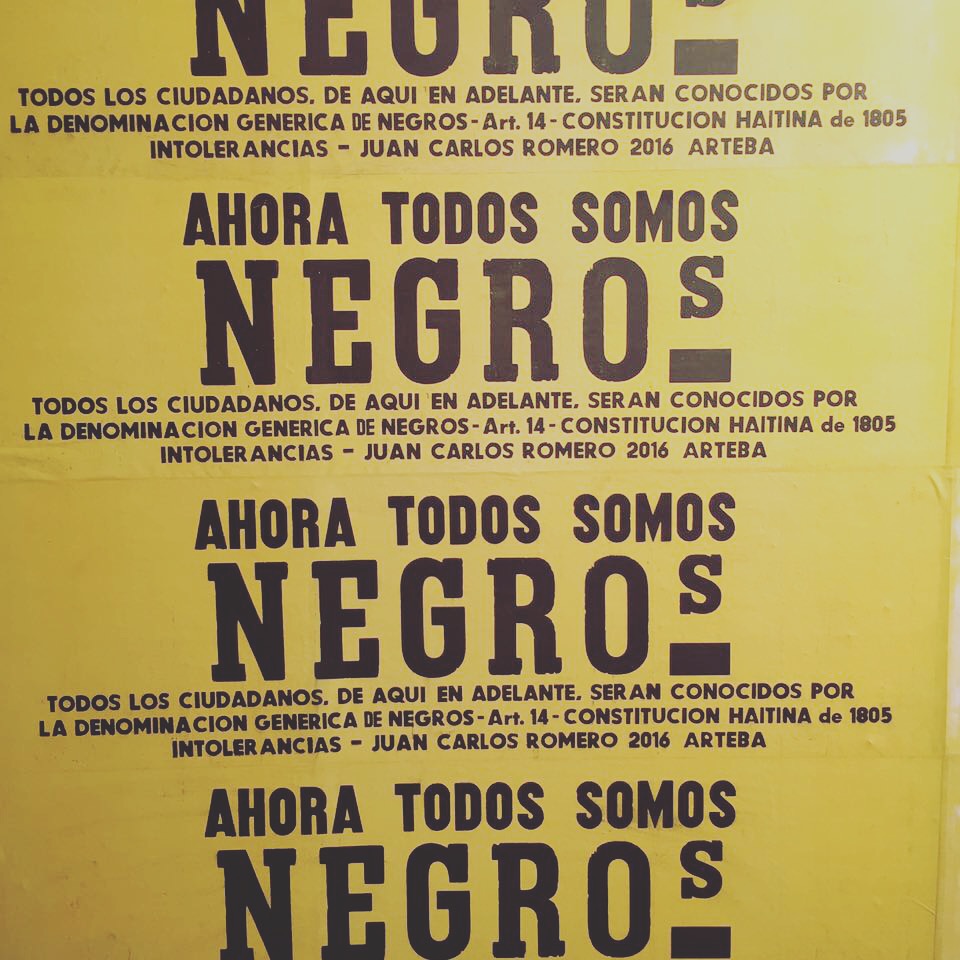 NEGROS
TODOS LOS CIUDADANOS, DE AQUI EN ADELANTE, SERAN CONOCIDOS POR
LA DENOMINACION GENERICA DE NEGROS-Art. 14-CONSTITUCION HAITINA de 1805
INTOLERANCIAS - JUAN CARLOS ROMERO 2016 ARTEBA
AHORA TODOS SOMOS
NEGROS
TODOS LOS CIUDADANOS, DE AQUI EN ADELANTE, SERAN CONOCIDOS POR
LA DENOMINACION GENERICA DE NEGROS-Art. 14-CONSTITUCION HAITINA de 1805
INTOLERANCIAS - JUAN CARLOS ROMERO 2016 ARTEBA
AHORA TODOS SOMOS
NEGROS
TODOS LOS CIUDADANOS, DE AQUI EN ADELANTE, SERAN CONOCIDOS POR
LA DENOMINACION GENERICA DE NEGROS-Art. 14-CONSTITUCION HAITINA de 1805
INTOLERANCIAS - JUAN CARLOS ROMERO 2016 ARTEBA
AHORA TODOS SOMOS
NEGROS